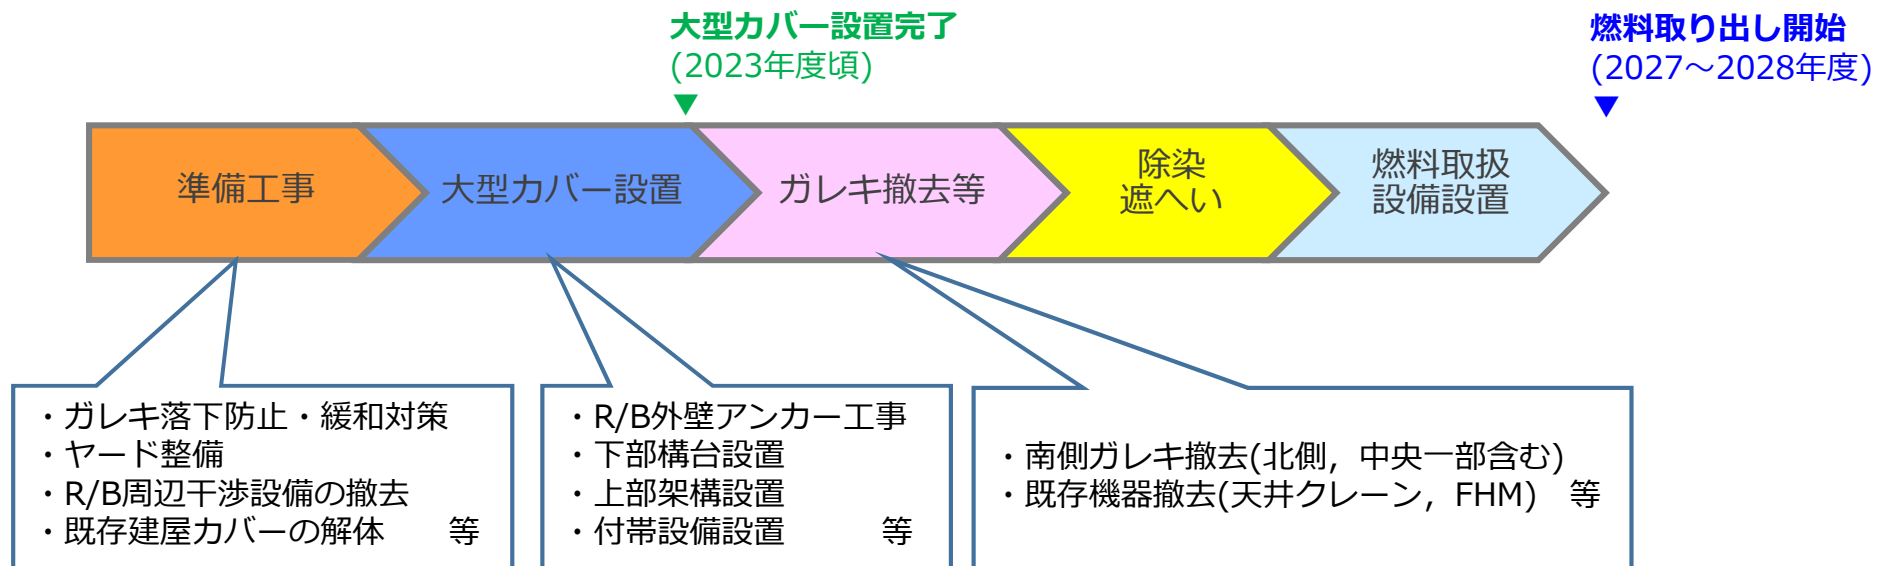 大型カバー設置完了
(2023年度頃)
▼
燃料取り出し開始
(2027～2028年度)
▼
準備工事
大型カバー設置
ガレキ撤去等
除染
遮へい
燃料取扱
設備設置
・ガレキ落下防止・緩和対策
・ヤード整備
・R/B周辺干渉設備の撤去
・既存建屋カバーの解体　　等
・R/B外壁アンカー工事
・下部構台設置
・上部架構設置
・付帯設備設置　　　等
・南側ガレキ撤去(北側，中央一部含む)
・既存機器撤去(天井クレーン，FHM)　等